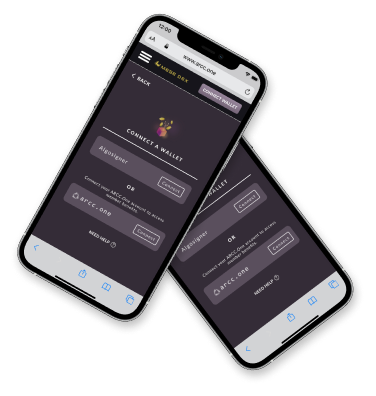 12:00
AA
www.arcc.one
MESE DEX
CONNECT WALLET
BACK
CONNECT A WALLET
Algosigner
Connect
OR
Connect your ARCC.One account to access
member benefits.
arcc.one
Connect
NEED HELP ?
WALLET
Connect
Algosigner
OR
Connect your ARCC.One account to access
member benefits.
Connect
arcc.one
NEED HELP ?